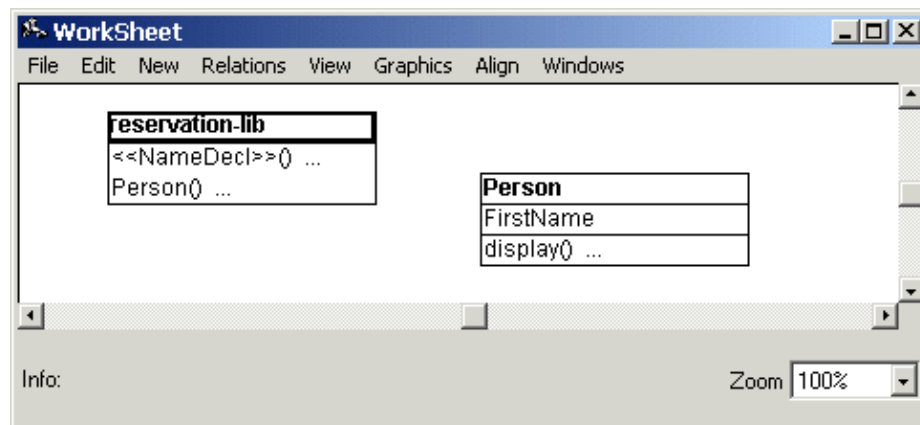 WorkSheet
File Edit New Relations View Graphics Align Windows
reservation-lib
<<NameDecl>>() ...
Person() ...
Person
FirstName
display() ...
Info:
Zoom 100%